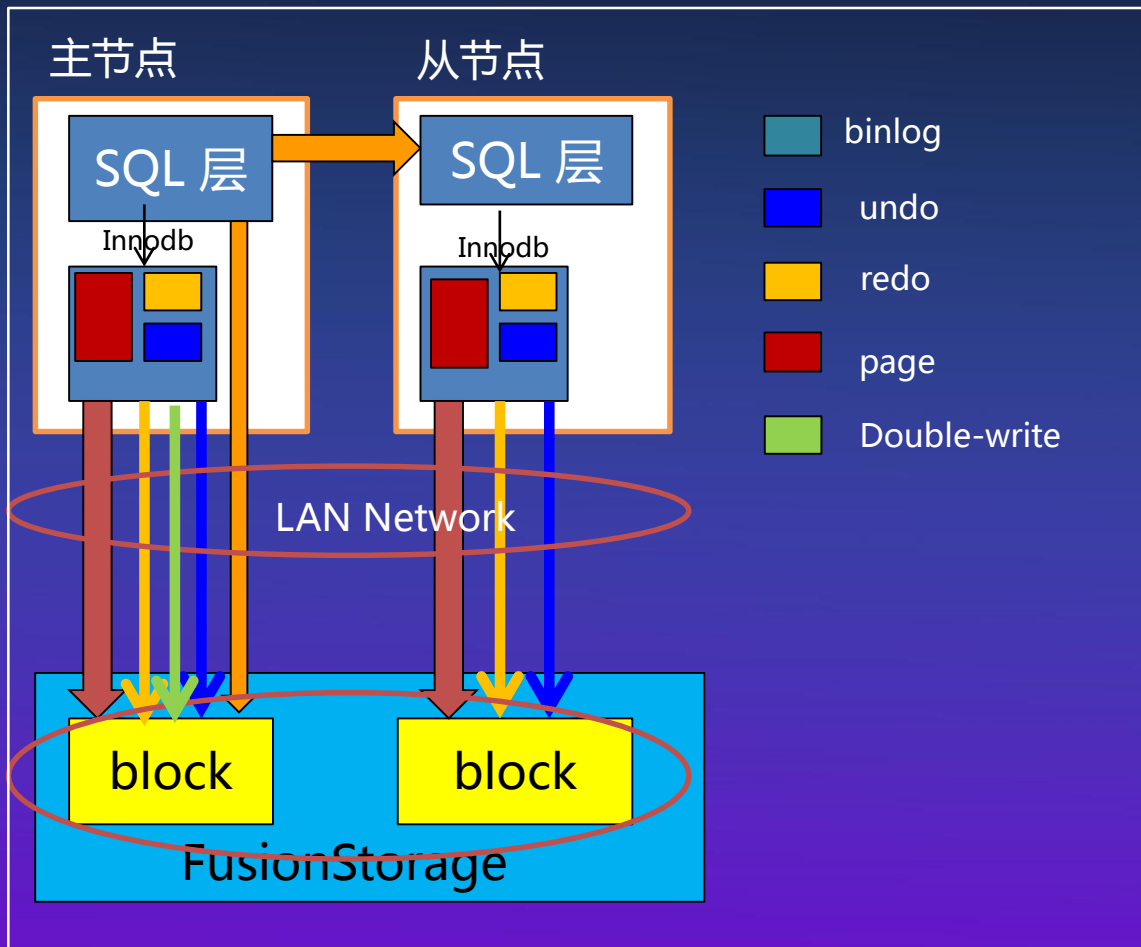 主节点
从节点
SQL 层
SQL 层
Innodb
Innodb
binlog
undo
redo
page
Double-write
LAN Network
block
block
FusionStorage